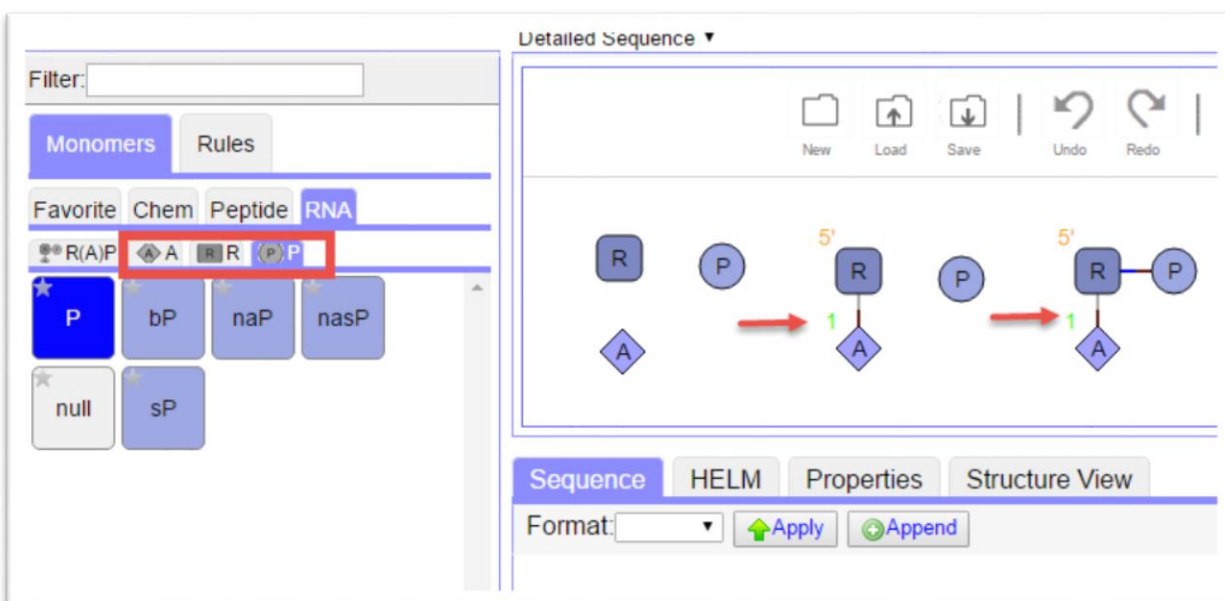 Detailed Sequence ▼
Filter:
Monomers Rules
Favorite Chem Peptide RNA
R(A)P A A R R P P
P bP naP nasP
null sP
New Load Save Undo Redo
5' 5'
R P R P R P
1 1
A A A
Sequence HELM Properties Structure View
Format: Apply Append